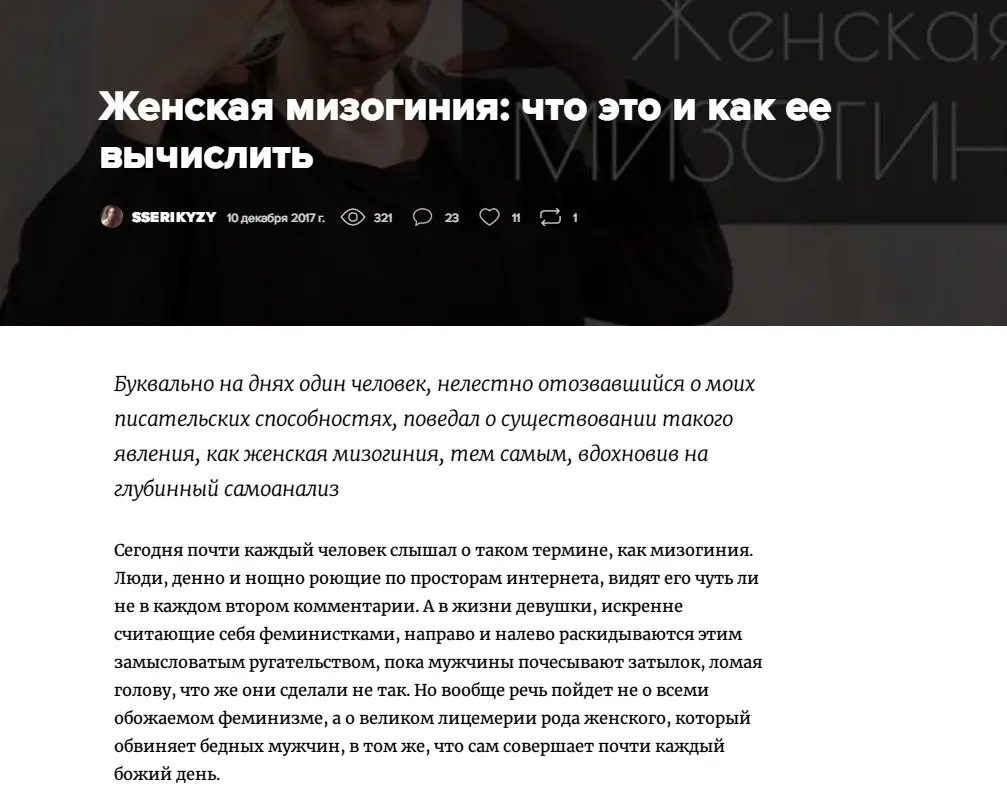 Женская
МИЗОГИН
Женская мизогиния: что это и как ее
вычислить
SSERIKYZY 10 декабря 2017 г. 321 23 11 1
Буквально на днях один человек, нелестно отозвавшийся о моих
писательских способностях, поведал о существовании такого
явления, как женская мизогиния, тем самым, вдохновив на
глубинный самоанализ
Сегодня почти каждый человек слышал о таком термине, как мизогиния.
Люди, денно и нощно роющие по просторам интернета, видят его чуть ли
не в каждом втором комментарии. А в жизни девушки, искренне
считающие себя феминистками, направо и налево раскидываются этим
замысловатым ругательством, пока мужчины почесывают затылок, ломая
голову, что же они сделали не так. Но вообще речь пойдет не о всеми
обожаемом феминизме, а о великом лицемерии рода женского, который
обвиняет бедных мужчин, в том же, что сам совершает почти каждый
божий день.